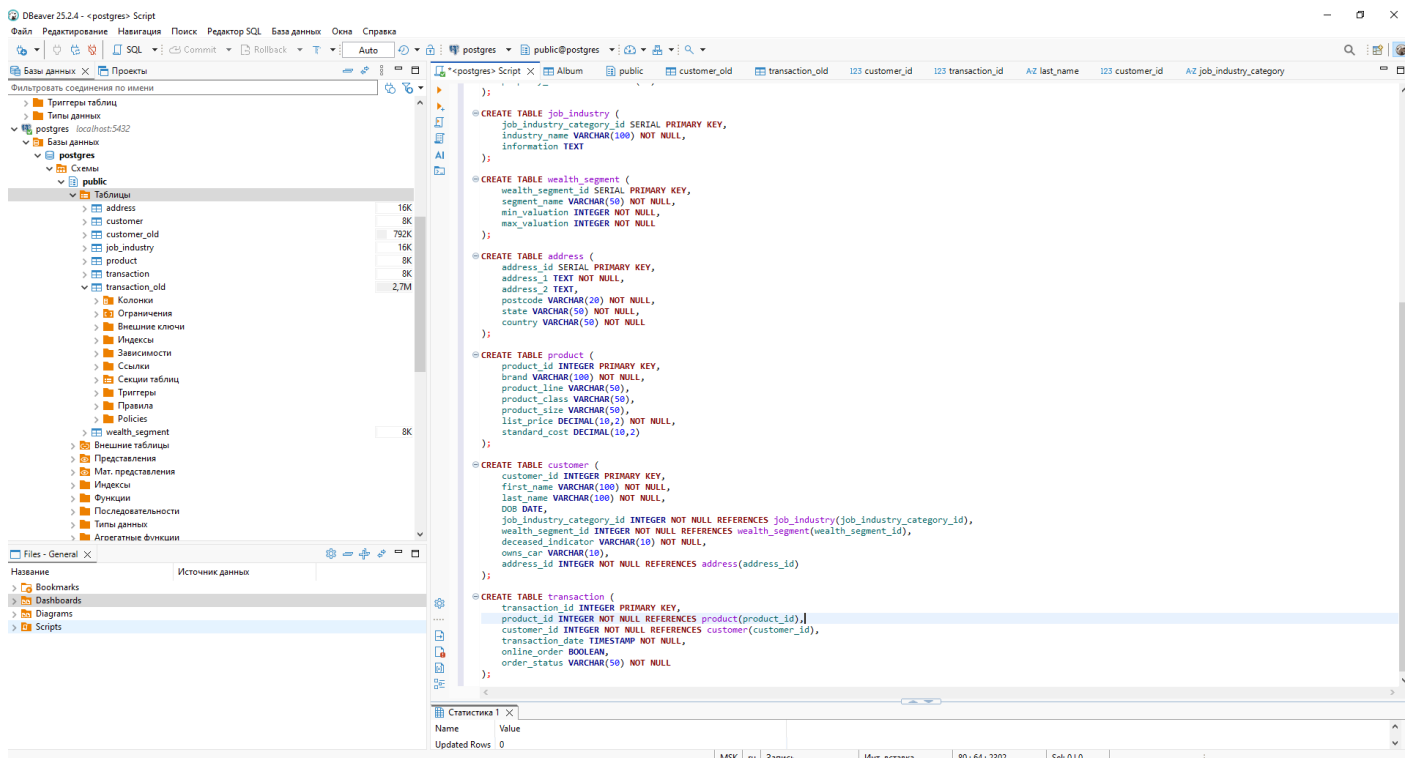 DBeaver 25.2.4 - <postgres> Script
Файл Редактирование Навигация Поиск Редактор SQL База данных Окна Справка
SQL Commit Rollback T Auto postgres public@postgres
Базы данных Проекты
Фильтровать соединения по имени
Триггеры таблиц
Типы данных
postgres localhost:5432
Базы данных
postgres
Схемы
public
Таблицы
address 16K
customer 8K
customer_old 792K
job_industry 16K
product 8K
transaction 8K
transaction_old 2,7M
Колонки
Ограничения
Внешние ключи
Индексы
Зависимости
Ссылки
Секции таблиц
Триггеры
Правила
Policies
wealth_segment 8K
Внешние таблицы
Представления
Мат. представления
Индексы
Функции
Последовательности
Типы данных
Агрегатные функции
Files - General
Название Источник данных
Bookmarks
Dashboards
Diagrams
Scripts
*<postgres> Script Album public customer_old transaction_old 123 customer_id 123 transaction_id A-Z last_name 123 customer_id A-Z job_industry_category
AI
);
CREATE TABLE job_industry (
job_industry_category_id SERIAL PRIMARY KEY,
industry_name VARCHAR(100) NOT NULL,
information TEXT
);
CREATE TABLE wealth_segment (
wealth_segment_id SERIAL PRIMARY KEY,
segment_name VARCHAR(50) NOT NULL,
min_valuation INTEGER NOT NULL,
max_valuation INTEGER NOT NULL
);
CREATE TABLE address (
address_id SERIAL PRIMARY KEY,
address_1 TEXT NOT NULL,
address_2 TEXT,
postcode VARCHAR(20) NOT NULL,
state VARCHAR(50) NOT NULL,
country VARCHAR(50) NOT NULL
);
CREATE TABLE product (
product_id INTEGER PRIMARY KEY,
brand VARCHAR(100) NOT NULL,
product_line VARCHAR(50),
product_class VARCHAR(50),
product_size VARCHAR(50),
list_price DECIMAL(10,2) NOT NULL,
standard_cost DECIMAL(10,2)
);
CREATE TABLE customer (
customer_id INTEGER PRIMARY KEY,
first_name VARCHAR(100) NOT NULL,
last_name VARCHAR(100) NOT NULL,
DOB DATE,
job_industry_category_id INTEGER NOT NULL REFERENCES job_industry(job_industry_category_id),
wealth_segment_id INTEGER NOT NULL REFERENCES wealth_segment(wealth_segment_id),
deceased_indicator VARCHAR(10) NOT NULL,
owns_car VARCHAR(10),
address_id INTEGER NOT NULL REFERENCES address(address_id)
);
CREATE TABLE transaction (
transaction_id INTEGER PRIMARY KEY,
product_id INTEGER NOT NULL REFERENCES product(product_id),
customer_id INTEGER NOT NULL REFERENCES customer(customer_id),
transaction_date TIMESTAMP NOT NULL,
online_order BOOLEAN,
order_status VARCHAR(50) NOT NULL
);
Статистика 1
Name Value
Updated Rows 0